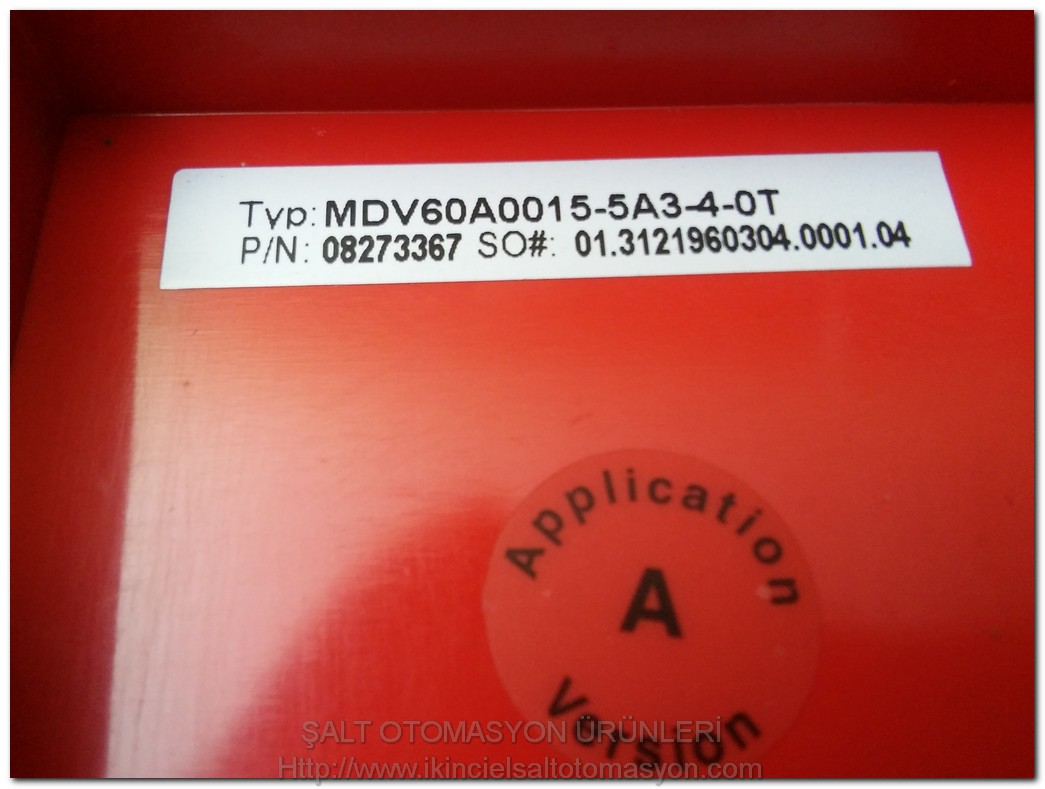 Typ: MDV60A0015-5A3-4-0T
P/N: 08273367 SO#: 01.3121960304.0001.04
Application
A
Version
ŞALT OTOMASYON ÜRÜNLERİ
Http://www.ikincielsaltotomasyon.com